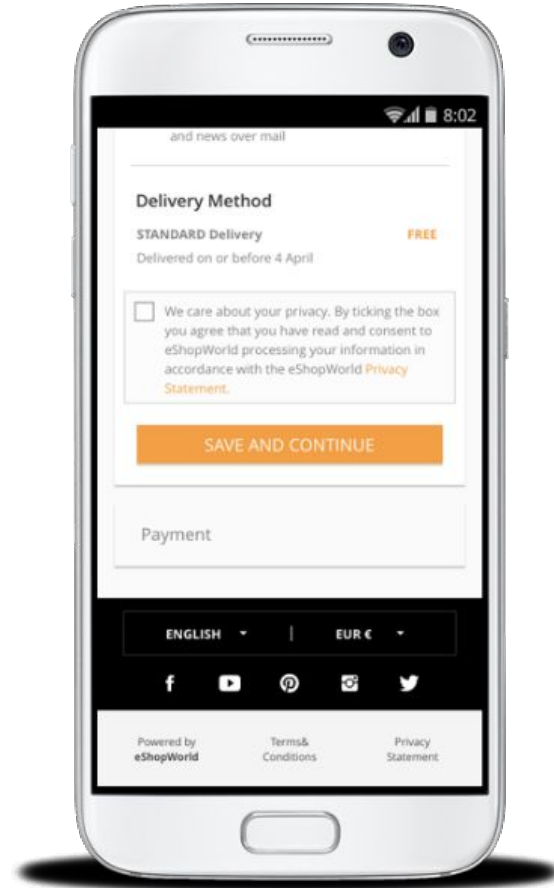 8:02
and news over mail
Delivery Method
STANDARD Delivery FREE
Delivered on or before 4 April
We care about your privacy. By ticking the box
you agree that you have read and consent to
eShopWorld processing your information in
accordance with the eShopWorld Privacy
Statement.
SAVE AND CONTINUE
Payment
ENGLISH | EUR €
Powered by
eShopWorld
Terms&
Conditions
Privacy
Statement